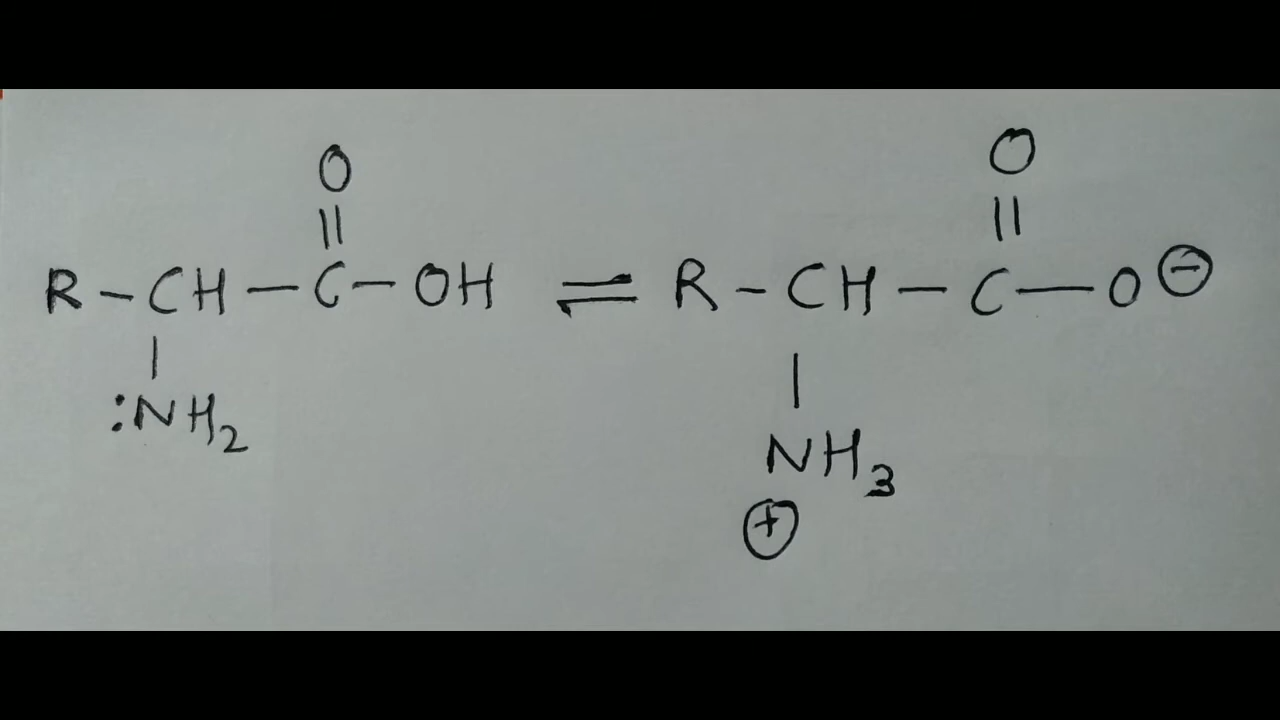 O O
|| ||
R – CH – C – OH ⇌ R – CH – C – O ⊖
| |
:NH₂ NH₃
⊕